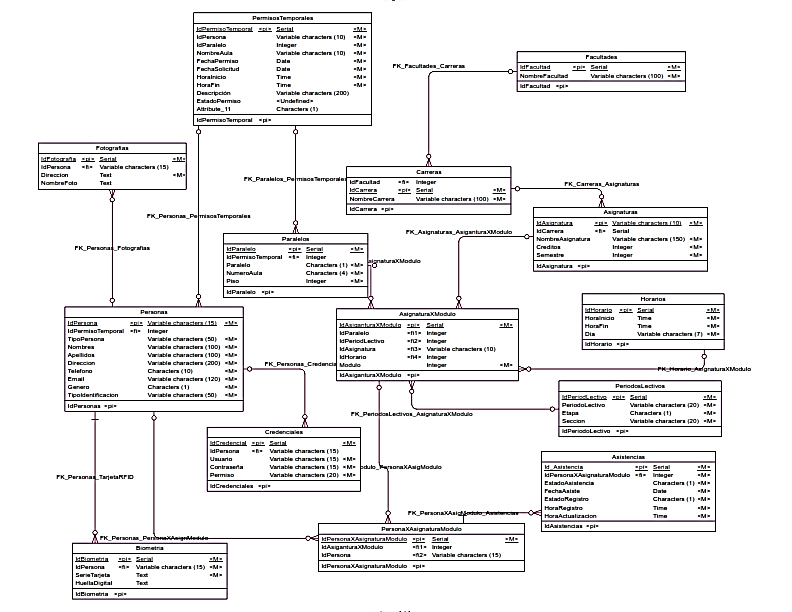 PermisosTemporales
IdPermisoTemporal <pi> Serial <M>
IdPersona Variable characters (10) <M>
IdParalelo Integer <M>
NombreAula Variable characters (10) <M>
FechaPermiso Date <M>
FechaSolicitud Date <M>
HoraInicio Time <M>
HoraFin Time <M>
Descripción Variable characters (200)
EstadoPermiso <Undefined>
Attribute_11 Characters (1)
IdPermisoTemporal <pi>
FK_Facultades_Carreras
Facultades
IdFacultad <pi> Serial <M>
NombreFacultad Variable characters (100) <M>
IdFacultad <pi>
Fotografias
IdFotografia <pi> Serial <M>
IdPersona <fi> Variable characters (15)
Direccion Text <M>
NombreFoto Text
FK_Paralelos_PermisosTemporales
Carreras
IdFacultad <fi> Integer
IdCarrera <pi> Serial <M>
NombreCarrera Variable characters (100) <M>
IdCarrera <pi>
FK_Carreras_Asignaturas
FK_Personas_PermisoTemporales
Asignaturas
IdAsignatura <pi> Variable characters (10) <M>
IdCarrera <fi> Serial
NombreAsignatura Variable characters (150) <M>
Creditos Integer <M>
Semestre Integer <M>
IdAsignatura <pi>
FK_Asignaturas_AsiganturaXModulo
FK_Personas_Fotografias
Paralelos
IdParalelo <pi> Serial <M>
IdPermisoTemporal <fi> Integer
Paralelo Characters (1) <M>
NumeroAula Characters (4) <M>
Piso Integer <M>
IdParalelo <pi>
Horarios
IdHorario <pi> Serial <M>
HoraInicio Time <M>
HoraFin Time <M>
Dia Variable characters (7) <M>
IdHorario <pi>
Personas
IdPersona <pi> Variable characters (15) <M>
IdPermisoTemporal <fi> Integer
TipoPersona Variable characters (50) <M>
Nombres Variable characters (100) <M>
Apellidos Variable characters (100) <M>
Direccion Variable characters (200) <M>
Telefono Characters (10) <M>
Email Variable characters (120) <M>
Genero Characters (1) <M>
TipoIdentificacion Variable characters (50) <M>
IdPersonas <pi>
AsignaturaXModulo
IdAsiganturaXModulo <pi> Serial <M>
IdParalelo <fi1> Integer
IdPeriodoLectivo <fi2> Integer
IdAsignatura <fi3> Variable characters (10)
IdHorario <fi4> Integer
Modulo Integer <M>
IdAsiganturaXModulo <pi>
FK_Personas_Credencia
FK_Horario_AsignaturaXModulo
PeriodosLectivos
IdPeriodoLectivo <pi> Serial <M>
PeriodoLectivo Variable characters (20) <M>
Etapa Characters (1) <M>
Seccion Variable characters (20) <M>
IdPeriodoLectivo <pi>
FK_PeriodosLectivos_AsignaturaXModulo
Credenciales
IdCredencial <pi> Serial <M>
IdPersona <fi> Variable characters (15)
Usuario Variable characters (15) <M>
Contraseña Variable characters (15) <M>
Permiso Variable characters (20) <M>
IdCredenciales <pi>
odulo_PersonaXAsigModulo
FK_Personas_TarjetaRFID
Asistencias
Id_Asistencia <pi> Serial <M>
IdPersonaXAsignaturaModulo <fi> Integer
EstadoAsistencia Characters (1) <M>
FechaAsiste Date <M>
EstadoRegistro Characters (1) <M>
HoraRegistro Time <M>
HoraActualizacion Time <M>
IdAsistencias <pi>
FK_PersonaXAsigModulo_Asistencias
FK_Personas_PersonaXAsignModulo
PersonaXAsignaturaModulo
IdPersonaXAsignaturaModulo <pi> Serial <M>
IdAsiganturaXModulo <fi1> Integer
IdPersona <fi2> Variable characters (15)
IdPersonaXAsignaturaModulo <pi>
Biometria
IdBiometria <pi> Serial <M>
IdPersona <fi> Variable characters (15) <M>
SerieTarjeta Text <M>
HuellaDigital Text
IdBiometria <pi>